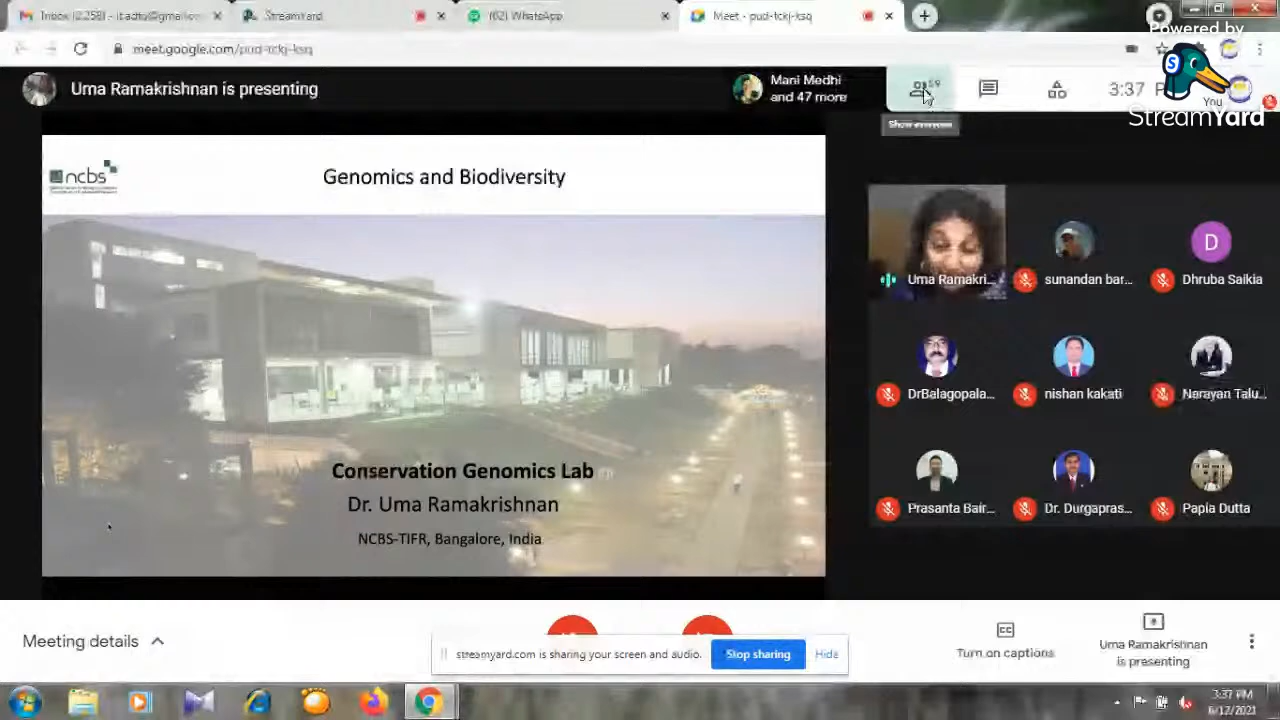 StreamYard
(62) WhatsApp
Meet - pud-tckj-ksq
meet.google.com/pud-tckj-ksq
Powered by
StreamYard
Uma Ramakrishnan is presenting
Mani Medhi
and 47 more
3:37
You
ncbs
Genomics and Biodiversity
Conservation Genomics Lab
Dr. Uma Ramakrishnan
NCBS-TIFR, Bangalore, India
Uma Ramakri...
sunandan bar...
Dhruba Saikia
D
DrBalagopala...
nishan kakati
Narayan Talu...
Prasanta Bair...
Dr. Durgapras...
Papia Dutta
Meeting details
streamyard.com is sharing your screen and audio.
Stop sharing
Hide
Turn on captions
Uma Ramakrishnan
is presenting
3:37 PM
6/12/2021